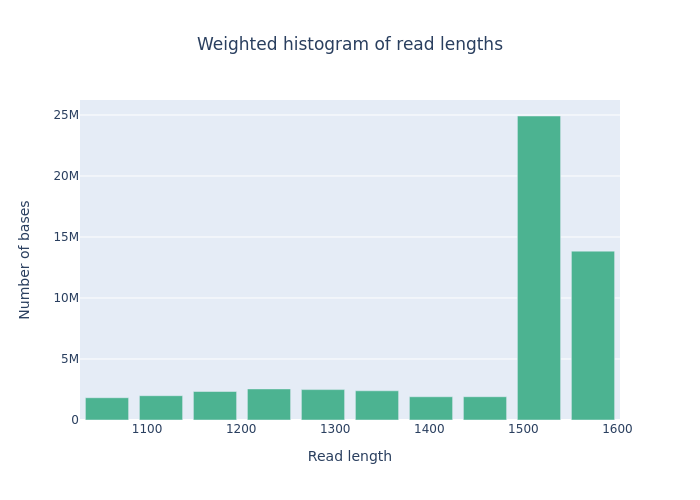 Weighted histogram of read lengths
25M
20M
15M
10M
5M
0
Number of bases
1100 1200 1300 1400 1500 1600
Read length